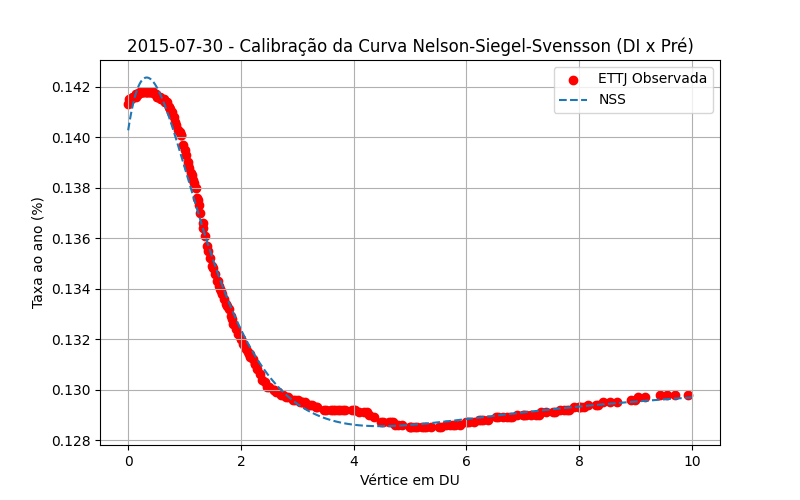 2015-07-30 - Calibração da Curva Nelson-Siegel-Svensson (DI x Pré)
ETTJ Observada
NSS
Taxa ao ano (%)
0.142
0.140
0.138
0.136
0.134
0.132
0.130
0.128
0 2 4 6 8 10
Vértice em DU